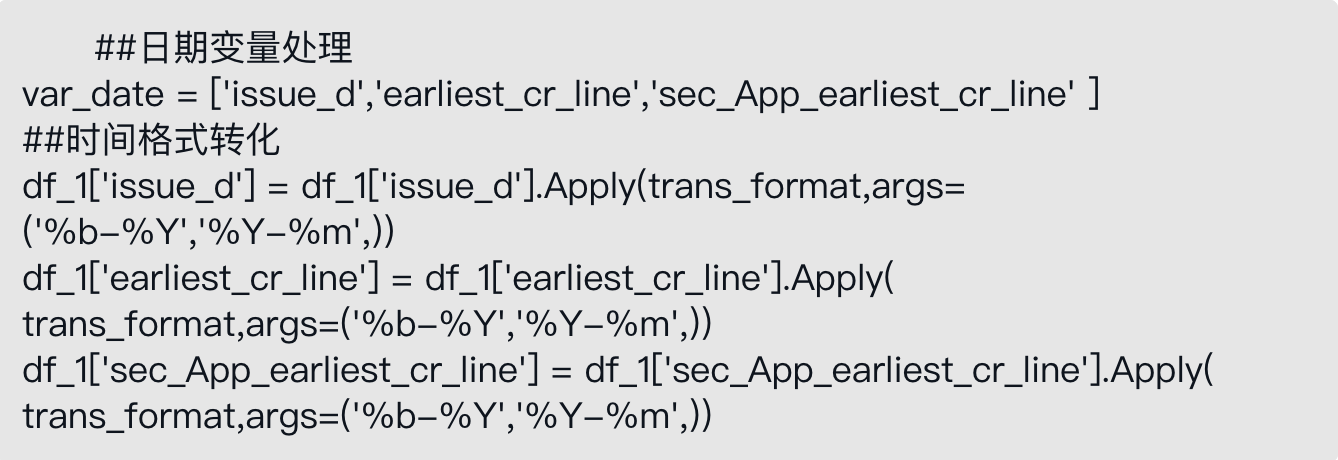 ##日期变量处理
var_date = ['issue_d','earliest_cr_line','sec_App_earliest_cr_line' ]
##时间格式转化
df_1['issue_d'] = df_1['issue_d'].Apply(trans_format,args=
('%b–%Y','%Y–%m',))
df_1['earliest_cr_line'] = df_1['earliest_cr_line'].Apply(
trans_format,args=('%b–%Y','%Y–%m',))
df_1['sec_App_earliest_cr_line'] = df_1['sec_App_earliest_cr_line'].Apply(
trans_format,args=('%b–%Y','%Y–%m',))